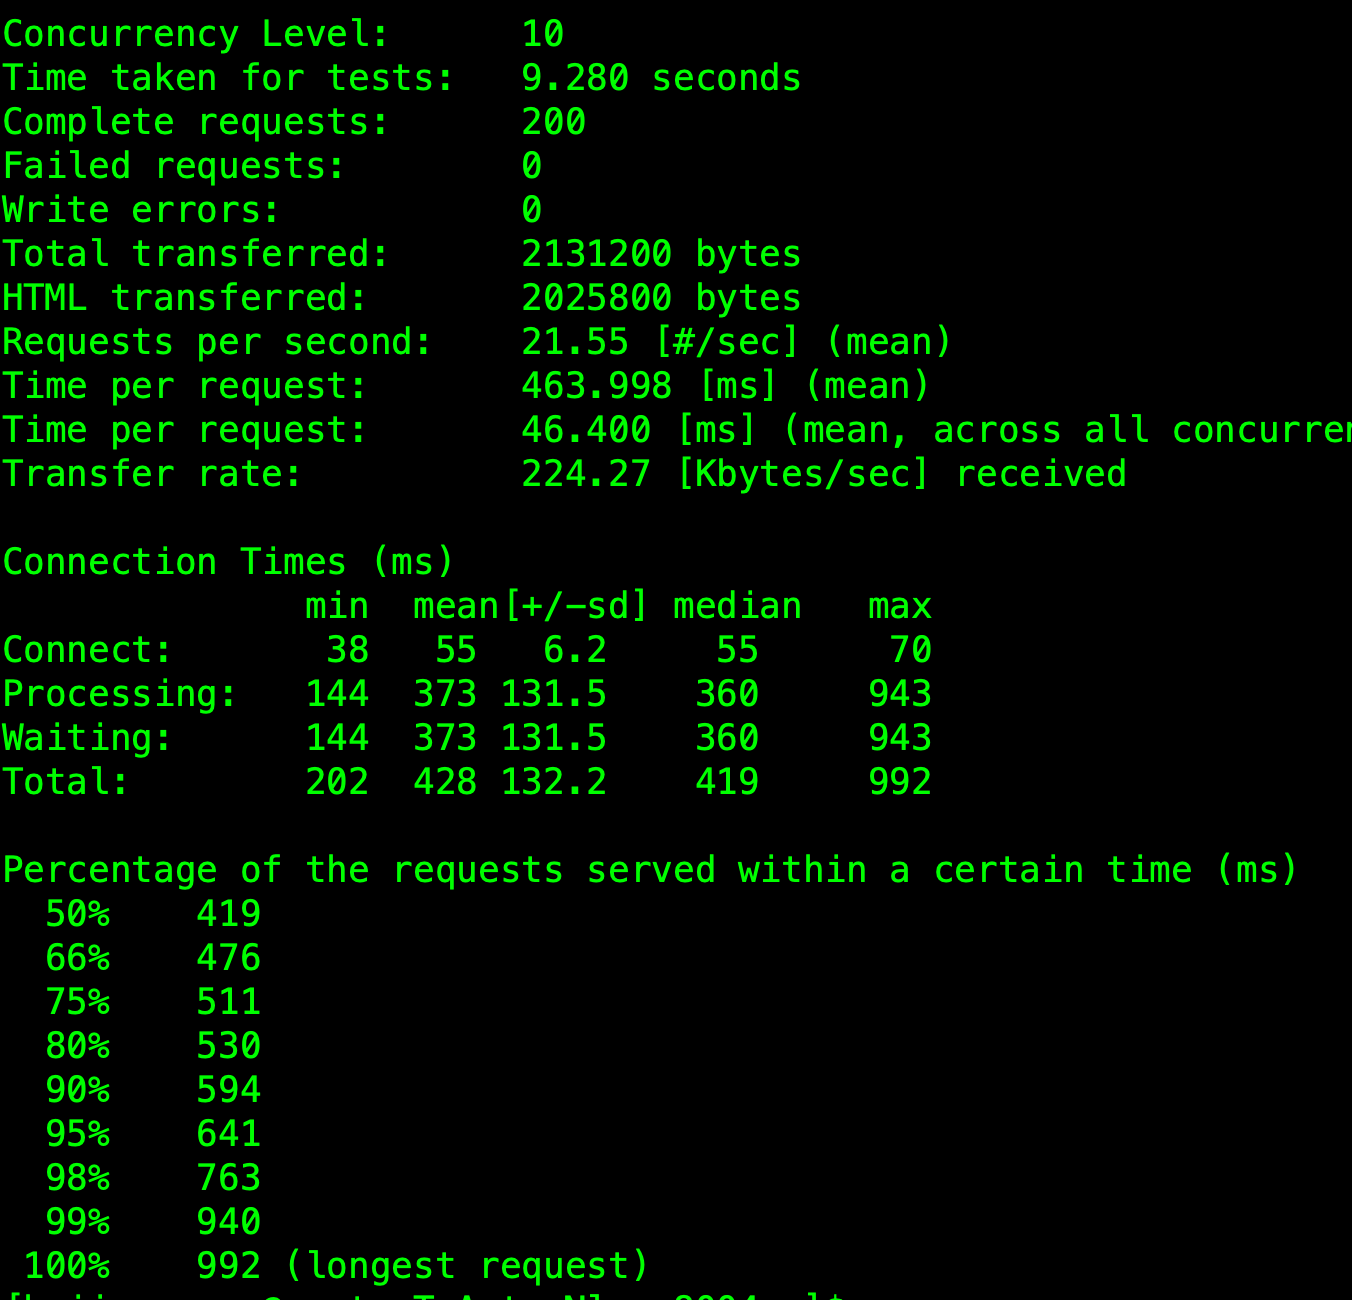 Concurrency Level:      10
Time taken for tests:   9.280 seconds
Complete requests:      200
Failed requests:        0
Write errors:           0
Total transferred:      2131200 bytes
HTML transferred:       2025800 bytes
Requests per second:    21.55 [#/sec] (mean)
Time per request:       463.998 [ms] (mean)
Time per request:       46.400 [ms] (mean, across all concurren
Transfer rate:          224.27 [Kbytes/sec] received

Connection Times (ms)
              min  mean[+/-sd] median   max
Connect:       38   55   6.2     55      70
Processing:   144  373 131.5    360     943
Waiting:      144  373 131.5    360     943
Total:        202  428 132.2    419     992

Percentage of the requests served within a certain time (ms)
  50%    419
  66%    476
  75%    511
  80%    530
  90%    594
  95%    641
  98%    763
  99%    940
 100%    992 (longest request)